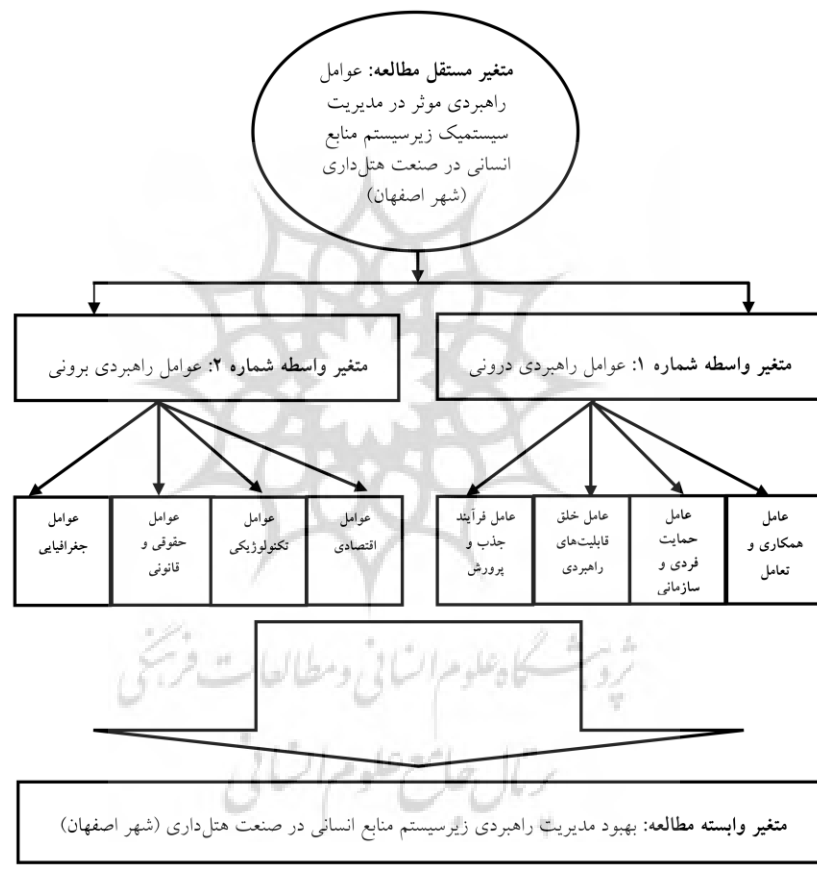 متغیر مستقل مطالعه: عوامل
راهبردی موثر در مدیریت
سیستمیک زیرسیستم منابع
انسانی در صنعت هتل‌داری
(شهر اصفهان)
متغیر واسطه شماره ۱: عوامل راهبردی درونی
متغیر واسطه شماره ۲: عوامل راهبردی برونی
عامل
همکاری و
تعامل
عامل
حمایت
فردی و
سازمانی
عامل خلق
قابلیت‌های
راهبردی
عامل فرآیند
جذب و
پرورش
عوامل
اقتصادی
عوامل
تکنولوژیکی
عوامل
حقوقی و
قانونی
عوامل
جغرافیایی
پژوهشگاه علوم انسانی و مطالعات فرهنگی
پرتال جامع علوم انسانی
متغیر وابسته مطالعه: بهبود مدیریت راهبردی زیرسیستم منابع انسانی در صنعت هتل‌داری (شهر اصفهان)